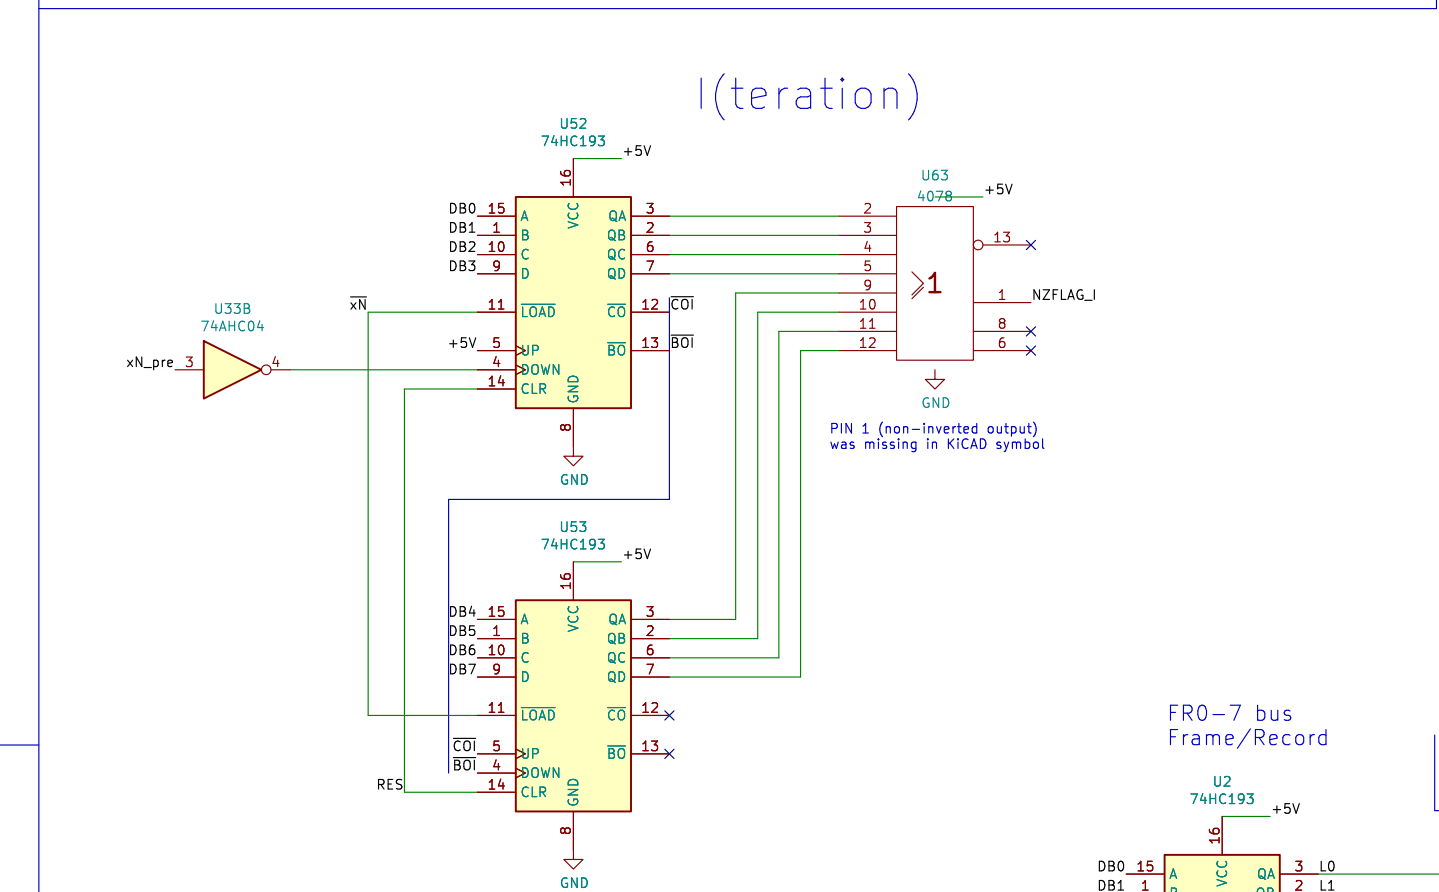 I(teration)
U52
74HC193
+5V
16
VCC
DB0 15 A
DB1 1 B
DB2 10 C
DB3 9 D
xN 11 LOAD
+5V 5 UP
4 DOWN
14 CLR
GND
8
GND
QA 3
QB 2
QC 6
QD 7
CO 12 COI
BO 13 BOI
U33B
74AHC04
xN_pre 3 4
U63
4078
+5V
2
3
4
5
9
10
11
12
≥1
13
1 NZFLAG_I
8
6
GND
PIN 1 (non-inverted output)
was missing in KiCAD symbol
U53
74HC193
+5V
16
VCC
DB4 15 A
DB5 1 B
DB6 10 C
DB7 9 D
11 LOAD
COI 5 UP
BOI 4 DOWN
RES 14 CLR
GND
8
GND
QA 3
QB 2
QC 6
QD 7
CO 12
BO 13
FR0-7 bus
Frame/Record
U2
74HC193
+5V
16
VCC
DB0 15 A
DB1 1
QA 3 L0
2 L1